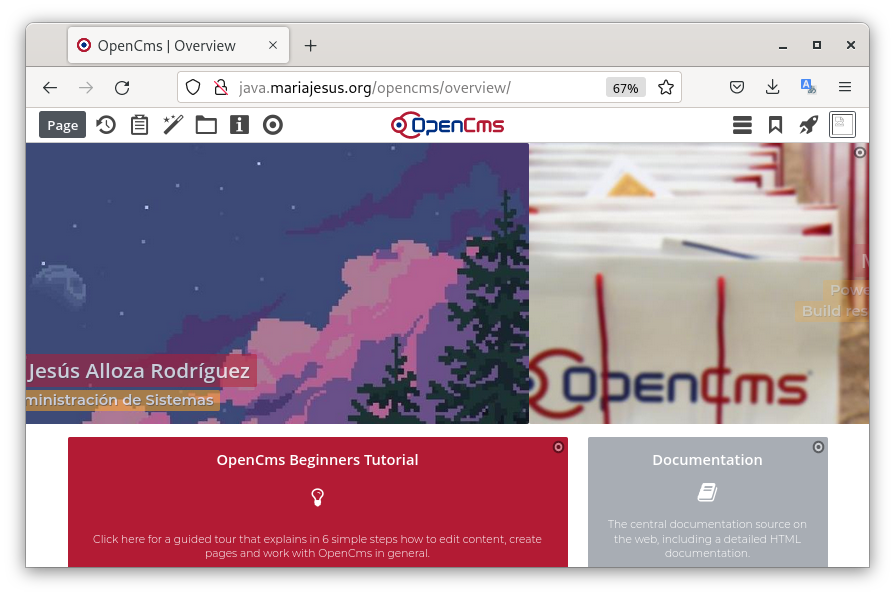 OpenCms | Overview
java.mariajesus.org/opencms/overview/
67%
Page
OpenCms
Jesús Alloza Rodríguez
ministración de Sistemas
M
Powe
Build res
OpenCms
OpenCms Beginners Tutorial
Click here for a guided tour that explains in 6 simple steps how to edit content, create
pages and work with OpenCms in general.
Documentation
The central documentation source on
the web, including a detailed HTML
documentation.